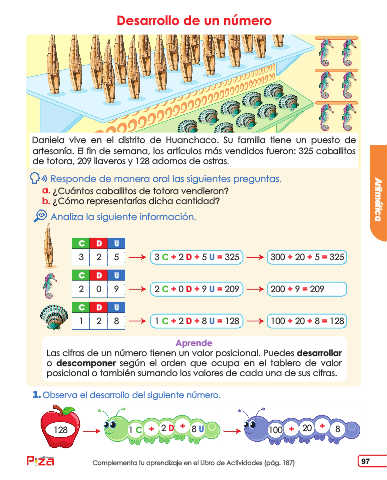 Desarrollo de un número
Daniela vive en el distrito de Huanchaco. Su familia tiene un puesto de
artesanía. El fin de semana, los artículos más vendidos fueron: 325 caballitos
de totora, 209 llaveros y 128 adornos de ostras.
Responde de manera oral las siguientes preguntas.
a. ¿Cuántos caballitos de totora vendieron?
b. ¿Cómo representarías dicha cantidad?
Analiza la siguiente información.
C D U
3 2 5 3 C + 2 D + 5 U = 325 300 + 20 + 5 = 325
C D U
2 0 9 2 C + 0 D + 9 U = 209 200 + 9 = 209
C D U
1 2 8 1 C + 2 D + 8 U = 128 100 + 20 + 8 = 128
Aprende
Las cifras de un número tienen un valor posicional. Puedes desarrollar
o descomponer según el orden que ocupa en el tablero de valor
posicional o también sumando los valores de cada una de sus cifras.
1. Observa el desarrollo del siguiente número.
128 1 C + 2 D + 8 U 100 + 20 + 8
Complementa tu aprendizaje en el Libro de Actividades (pág. 187)
97
Aritmética